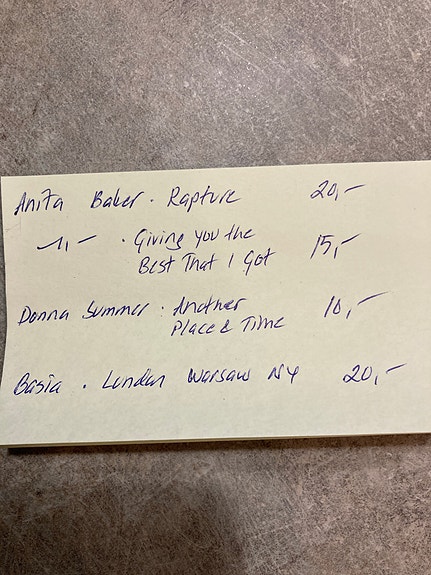 Anita Baker · Rapture 20,-
-"- · Giving you the
Best That I Got 15,-
Donna Summer · Another
Place & Time 10,-
Basia · London Warsaw NY 20,-